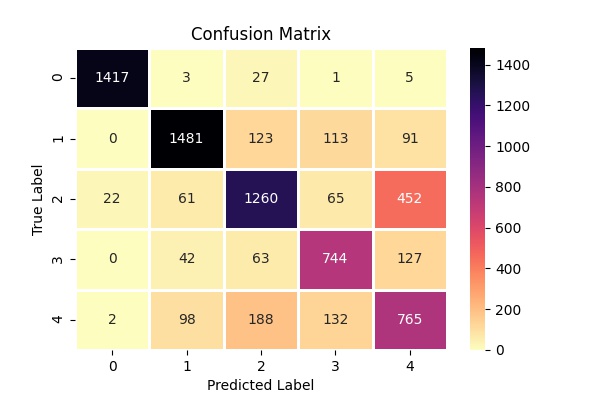 Confusion Matrix
True Label
0 1417 3 27 1 5
1 0 1481 123 113 91
2 22 61 1260 65 452
3 0 42 63 744 127
4 2 98 188 132 765
0 1 2 3 4
Predicted Label
1400
1200
1000
800
600
400
200
0